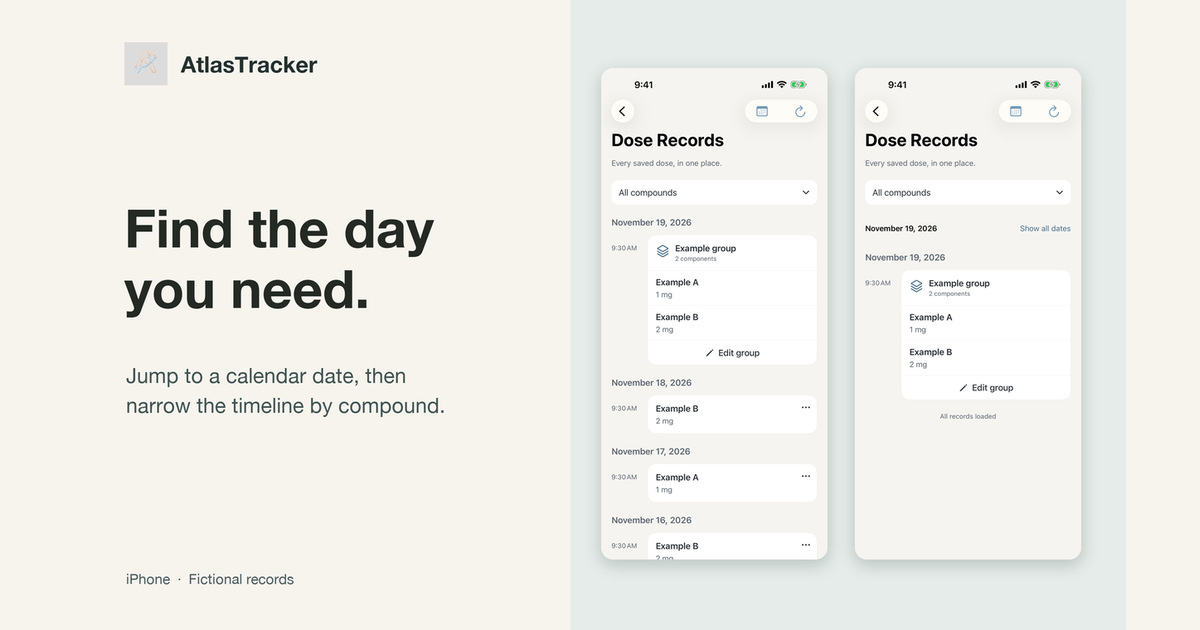 AtlasTracker
Find the day
you need.
Jump to a calendar date, then
narrow the timeline by compound.
iPhone · Fictional records
9:41
Dose Records
Every saved dose, in one place.
All compounds
November 19, 2026
9:30 AM
Example group
2 components
Example A
1 mg
Example B
2 mg
Edit group
November 18, 2026
9:30 AM
Example B
2 mg
November 17, 2026
9:30 AM
Example A
1 mg
November 16, 2026
9:30 AM
Example B
2 mg
9:41
Dose Records
Every saved dose, in one place.
All compounds
November 19, 2026
Show all dates
November 19, 2026
9:30 AM
Example group
2 components
Example A
1 mg
Example B
2 mg
Edit group
All records loaded